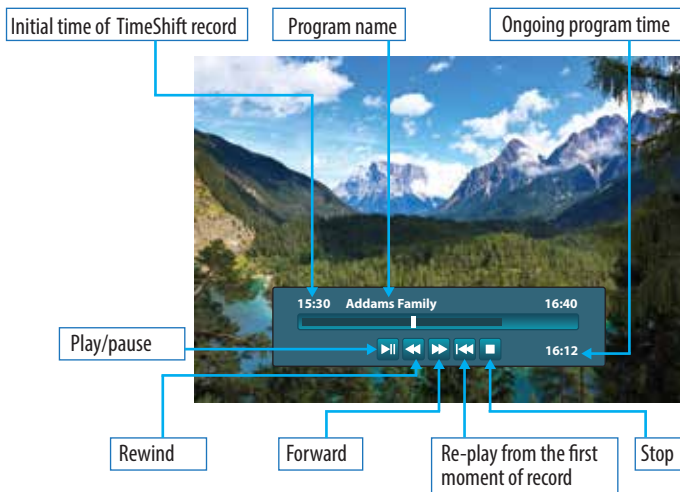 Initial time of TimeShift record
Program name
Ongoing program time
15:30 Addams Family 16:40
Play/pause
16:12
Rewind
Forward
Re-play from the first
moment of record
Stop